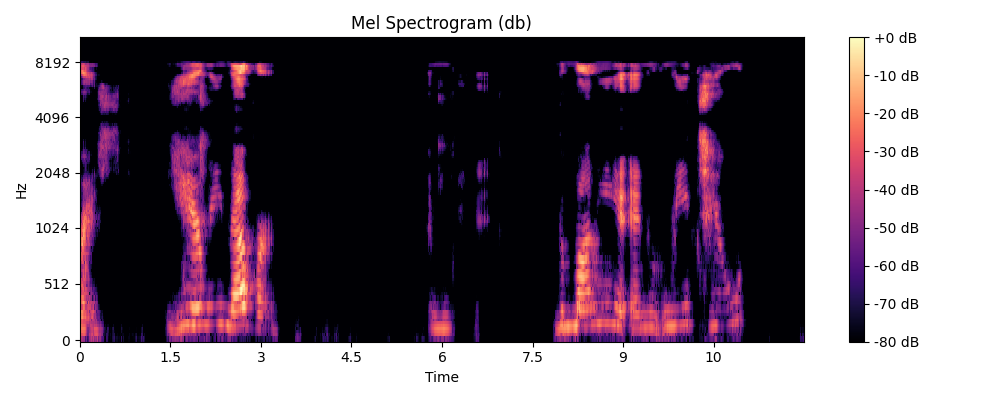 Mel Spectrogram (db)
8192
4096
2048
1024
512
0
Hz
0 1.5 3 4.5 6 7.5 9 10
Time
+0 dB
-10 dB
-20 dB
-30 dB
-40 dB
-50 dB
-60 dB
-70 dB
-80 dB